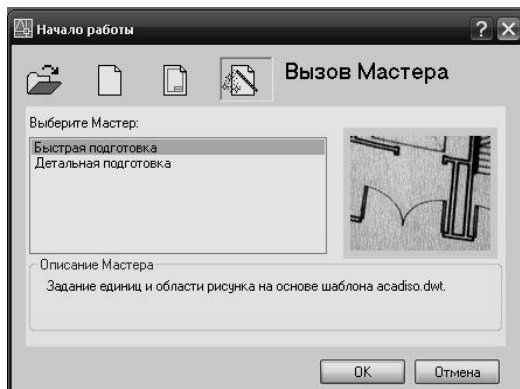 Начало работы
Вызов Мастера
Выберите Мастер:
Быстрая подготовка
Детальная подготовка
Описание Мастера
Задание единиц и области рисунка на основе шаблона acadiso.dwt.
OK
Отмена